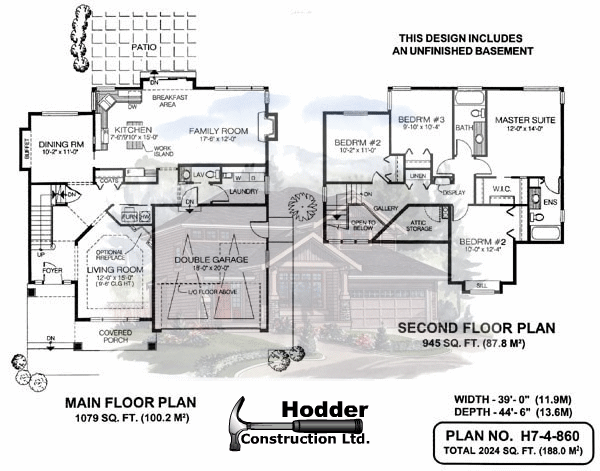 THIS DESIGN INCLUDES
AN UNFINISHED BASEMENT
PATIO
DN
BREAKFAST
AREA
DW
KITCHEN
7'-6"/9'10" x 15'-0"
WORK
ISLAND
FAMILY ROOM
17'-6" x 12'-0"
BUFFET
DINING RM
10'-2" x 11'-0"
COATS
DN
LAV
W
D
LAUNDRY
DN
FURN
HW
OPTIONAL
FIREPLACE
LIVING ROOM
12'-0" x 15'-0"
(9'-6" CLG HT.)
UP
FOYER
DOUBLE GARAGE
18'-0" x 20'-0"
L/O FLOOR ABOVE
DN
COVERED
PORCH
MAIN FLOOR PLAN
1079 SQ. FT. (100.2 M²)
BEDR'M #3
9'-10" x 10'-4"
BATH
MASTER SUITE
12'-0" x 14'-0"
BEDR'M #2
10'-2" x 11'-0"
LINEN
DISPLAY
W.I.C.
ENS
DN
GALLERY
OPEN TO
BELOW
ATTIC
STORAGE
BEDR'M #2
10'-0" x 12'-4"
SILL
SECOND FLOOR PLAN
945 SQ. FT. (87.8 M²)
WIDTH - 39'- 0" (11.9M)
DEPTH - 44'- 6" (13.6M)
PLAN NO. H7-4-860
TOTAL 2024 SQ. FT. (188.0 M²)
Hodder
Construction Ltd.